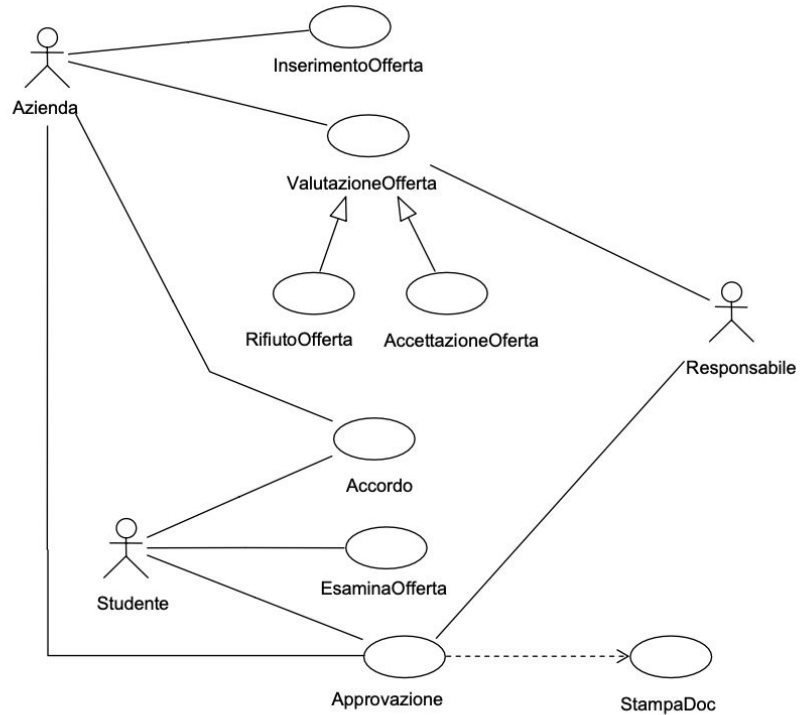 InserimentoOfferta
Azienda
ValutazioneOfferta
RifiutoOfferta
AccettazioneOferta
Responsabile
Accordo
EsaminaOfferta
Studente
Approvazione
StampaDoc